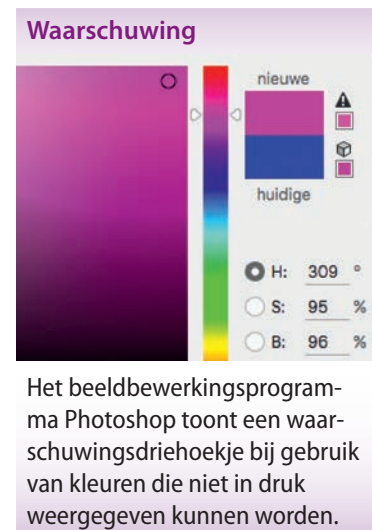 Waarschuwing
nieuwe
huidige
H: 309 °
S: 95 %
B: 96 %
Het beeldbewerkingsprogram-
ma Photoshop toont een waar-
schuwingsdriehoekje bij gebruik
van kleuren die niet in druk
weergegeven kunnen worden.